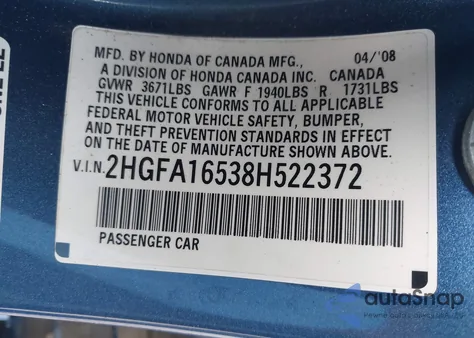 MFD. BY HONDA OF CANADA MFG., 04/'08
A DIVISION OF HONDA CANADA INC. CANADA
GVWR 3671LBS GAWR F 1940LBS R 1731LBS
THIS VEHICLE CONFORMS TO ALL APPLICABLE
FEDERAL MOTOR VEHICLE SAFETY, BUMPER,
AND THEFT PREVENTION STANDARDS IN EFFECT
ON THE DATE OF MANUFACTURE SHOWN ABOVE.
V.I.N. 2HGFA16538H522372
PASSENGER CAR
autoSnap